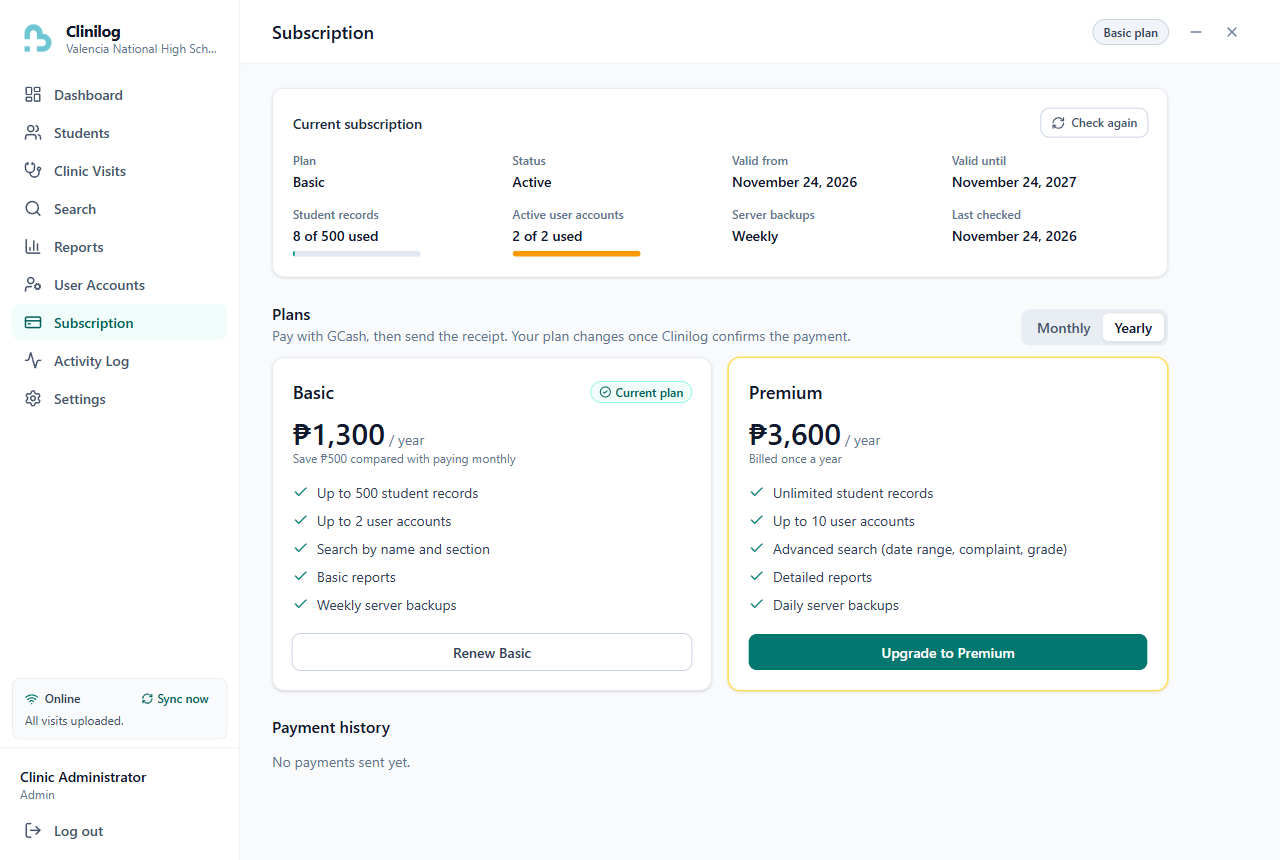 Clinilog
Valencia National High Sch...
Dashboard
Students
Clinic Visits
Search
Reports
User Accounts
Subscription
Activity Log
Settings
Online
Sync now
All visits uploaded.
Clinic Administrator
Admin
Log out
Subscription
Basic plan
Current subscription
Check again
Plan
Basic
Status
Active
Valid from
November 24, 2026
Valid until
November 24, 2027
Student records
8 of 500 used
Active user accounts
2 of 2 used
Server backups
Weekly
Last checked
November 24, 2026
Plans
Pay with GCash, then send the receipt. Your plan changes once Clinilog confirms the payment.
Monthly
Yearly
Basic
Current plan
₱1,300 / year
Save ₱500 compared with paying monthly
Up to 500 student records
Up to 2 user accounts
Search by name and section
Basic reports
Weekly server backups
Renew Basic
Premium
₱3,600 / year
Billed once a year
Unlimited student records
Up to 10 user accounts
Advanced search (date range, complaint, grade)
Detailed reports
Daily server backups
Upgrade to Premium
Payment history
No payments sent yet.